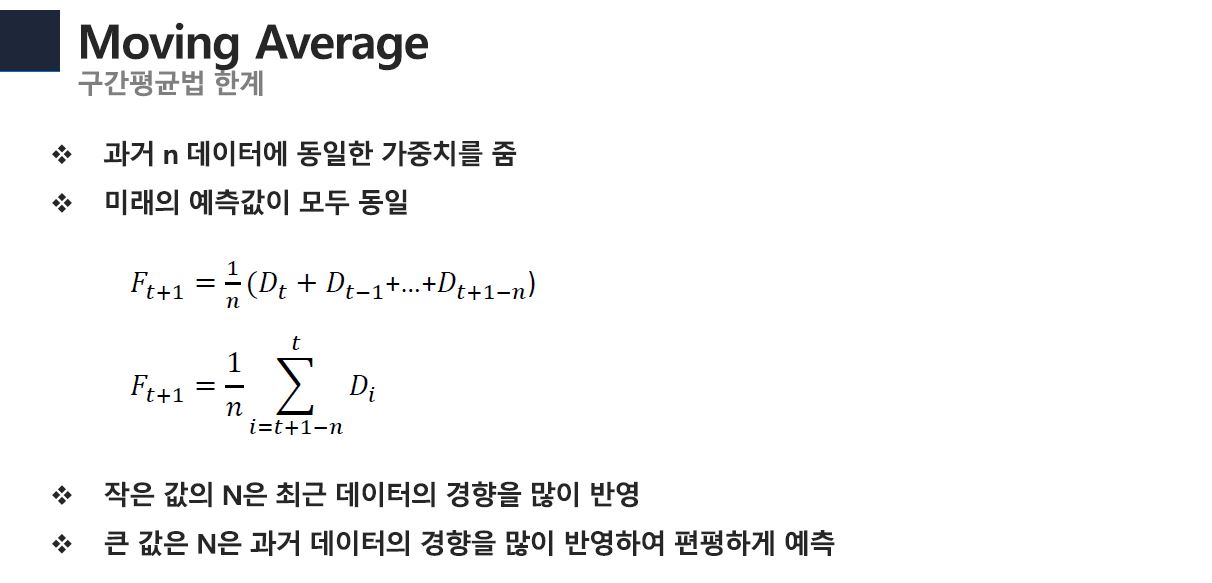 Moving Average
구간평균법 한계
❖ 과거 n 데이터에 동일한 가중치를 줌
❖ 미래의 예측값이 모두 동일
F_{t+1} = \frac{1}{n}(D_t + D_{t-1}+...+D_{t+1-n})
F_{t+1} = \frac{1}{n} \sum_{i=t+1-n}^{t} D_i
❖ 작은 값의 N은 최근 데이터의 경향을 많이 반영
❖ 큰 값은 N은 과거 데이터의 경향을 많이 반영하여 편평하게 예측